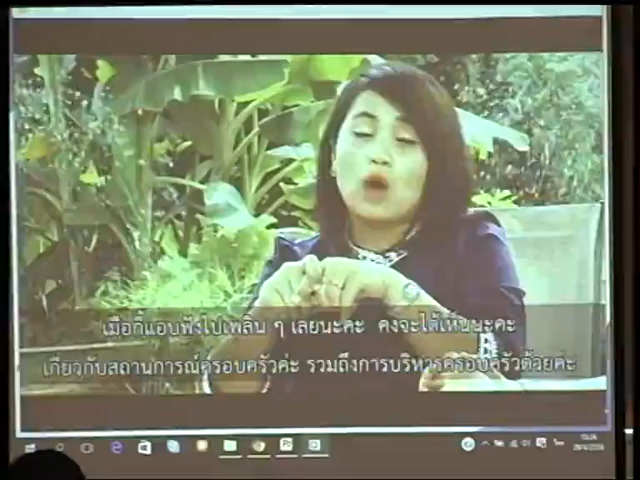 เมื่อกี้แอบฟังไปเพลิน ๆ เลยนะคะ คงจะได้เห็นนะคะ
เกี่ยวกับสถานการณ์ครอบครัวค่ะ รวมถึงการบริหารครอบครัวด้วยค่ะ